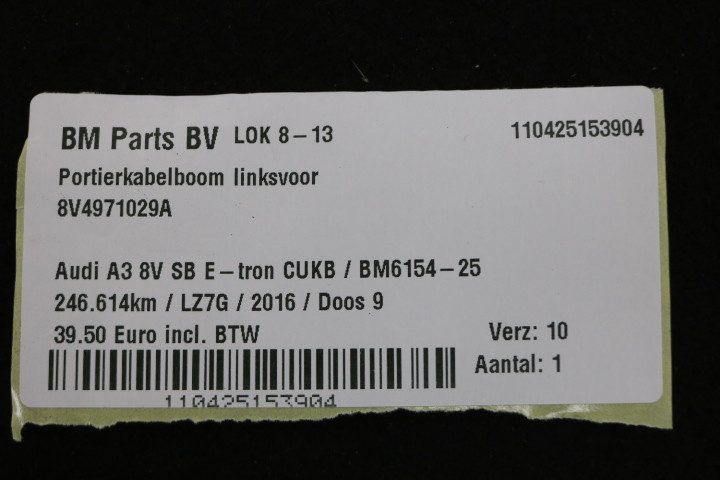 BM Parts BV LOK 8-13 110425153904
Portierkabelboom linksvoor
8V4971029A
Audi A3 8V SB E-tron CUKB / BM6154-25
246.614km / LZ7G / 2016 / Doos 9
39.50 Euro incl. BTW Verz: 10
Aantal: 1
110425153904